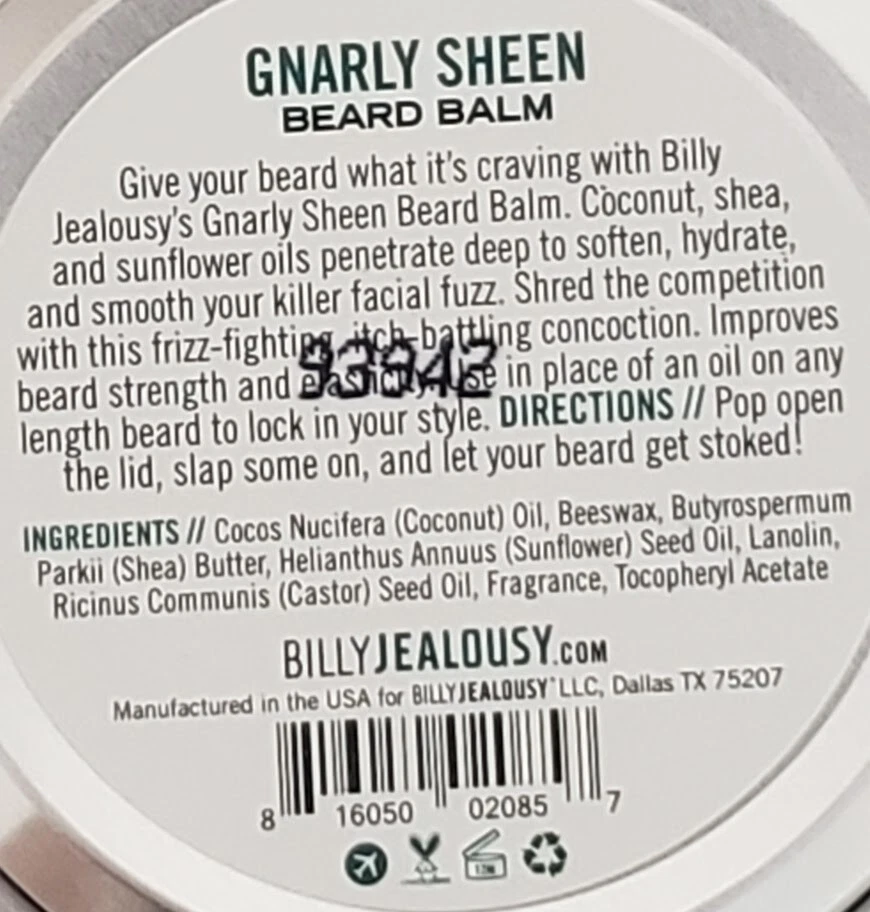 GNARLY SHEEN
BEARD BALM
Give your beard what it's craving with Billy
Jealousy's Gnarly Sheen Beard Balm. Coconut, shea,
and sunflower oils penetrate deep to soften, hydrate,
and smooth your killer facial fuzz. Shred the competition
with this frizz-fighting, itch-battling concoction. Improves
beard strength and elasticity. Use in place of an oil on any
93942
length beard to lock in your style. DIRECTIONS // Pop open
the lid, slap some on, and let your beard get stoked!
INGREDIENTS // Cocos Nucifera (Coconut) Oil, Beeswax, Butyrospermum
Parkii (Shea) Butter, Helianthus Annuus (Sunflower) Seed Oil, Lanolin,
Ricinus Communis (Castor) Seed Oil, Fragrance, Tocopheryl Acetate
BILLYJEALOUSY.COM
Manufactured in the USA for BILLYJEALOUSY® LLC, Dallas TX 75207
8 16050 02085 7